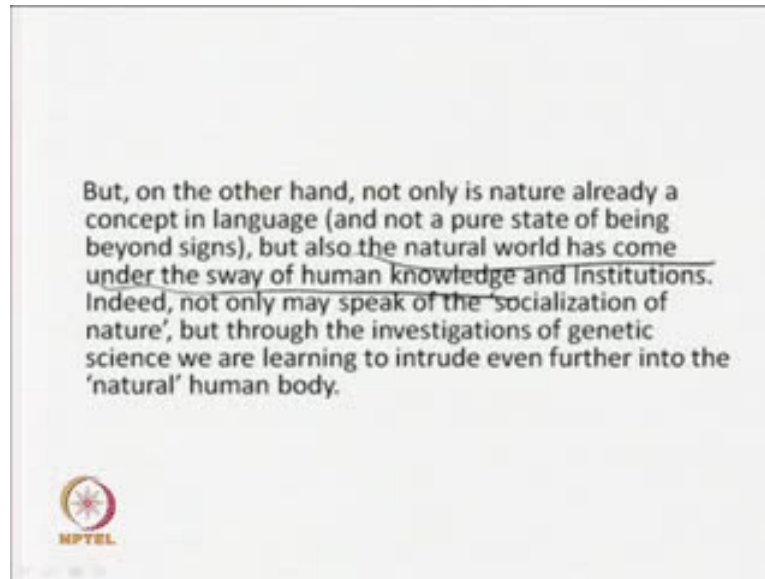 But, on the other hand, not only is nature already a
concept in language (and not a pure state of being
beyond signs), but also the natural world has come
under the sway of human knowledge and Institutions.
Indeed, not only may speak of the 'socialization of
nature', but through the investigations of genetic
science we are learning to intrude even further into the
'natural' human body.
NPTEL